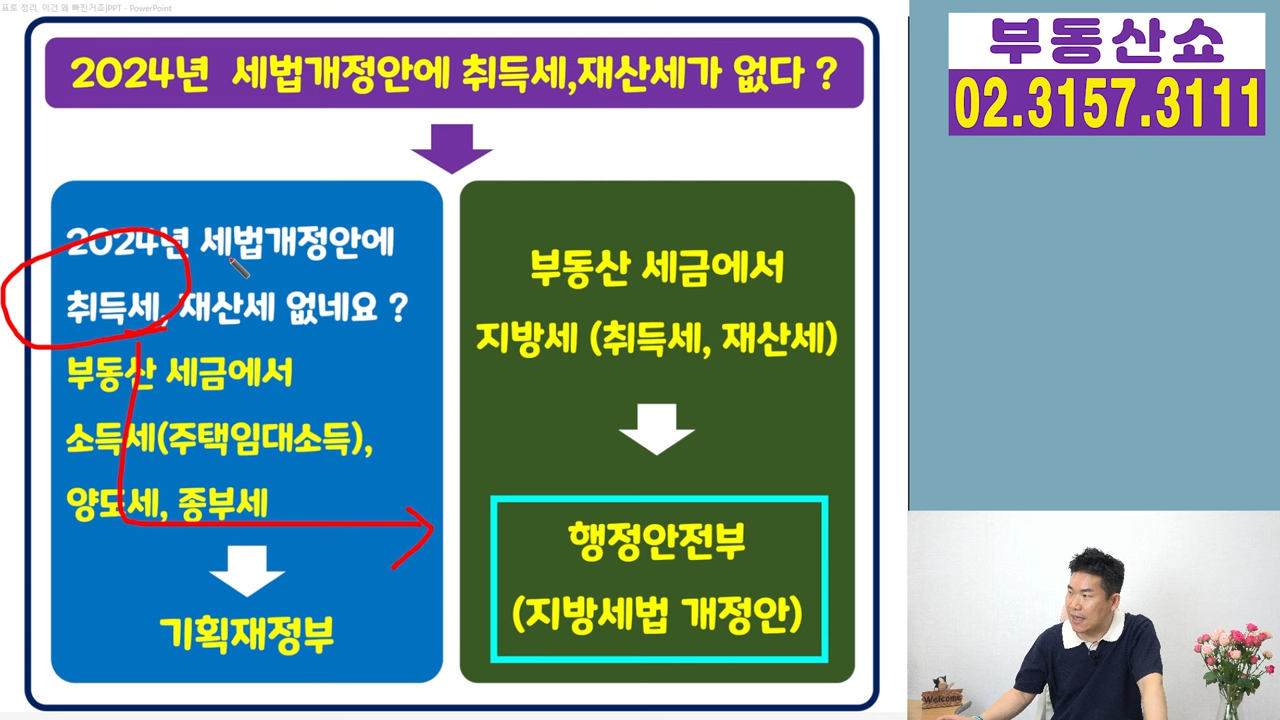 표로 정리, 이건 왜 빠진거죠]PPT - PowerPoint
2024년 세법개정안에 취득세,재산세가 없다 ?
2024년 세법개정안에
취득세, 재산세 없네요 ?
부동산 세금에서
소득세(주택임대소득),
양도세, 종부세
기획재정부
부동산 세금에서
지방세 (취득세, 재산세)
행정안전부
(지방세법 개정안)
부동산쇼
02.3157.3111
Welcome